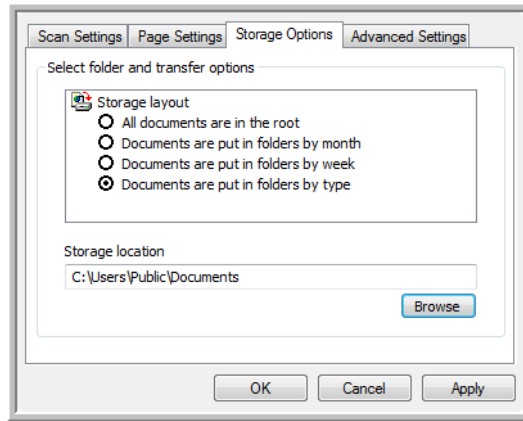 Scan Settings Page Settings Storage Options Advanced Settings
Select folder and transfer options
Storage layout
All documents are in the root
Documents are put in folders by month
Documents are put in folders by week
Documents are put in folders by type
Storage location
C:\Users\Public\Documents
Browse
OK Cancel Apply